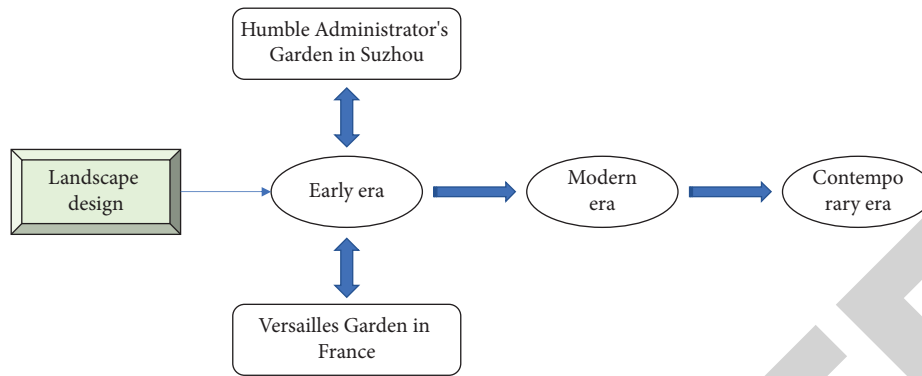 Humble Administrator's
Garden in Suzhou
Landscape
design
Early era
Modern
era
Contempo
rary era
Versailles Garden in
France